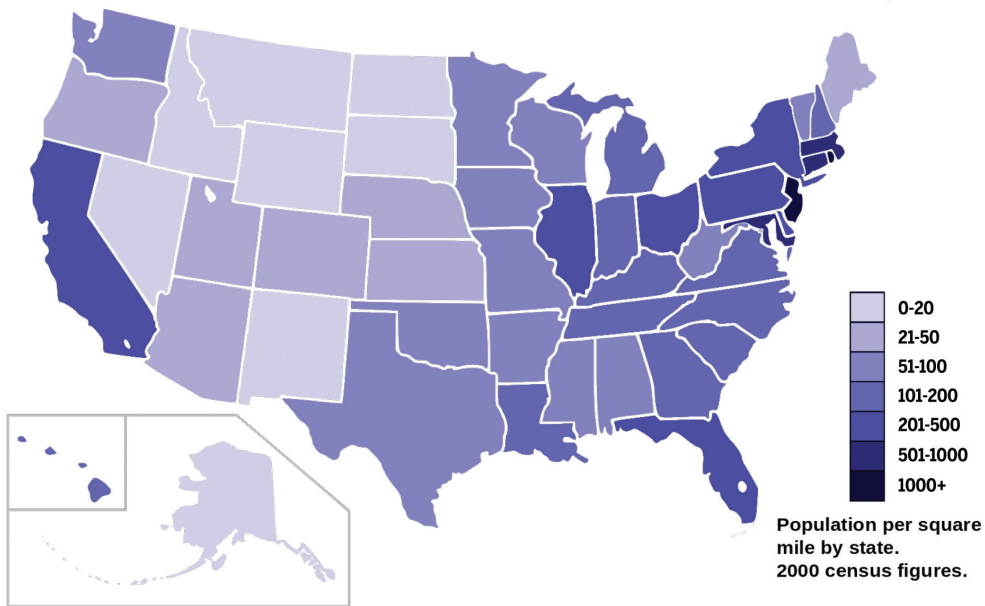 0-20
21-50
51-100
101-200
201-500
501-1000
1000+
Population per square
mile by state.
2000 census figures.